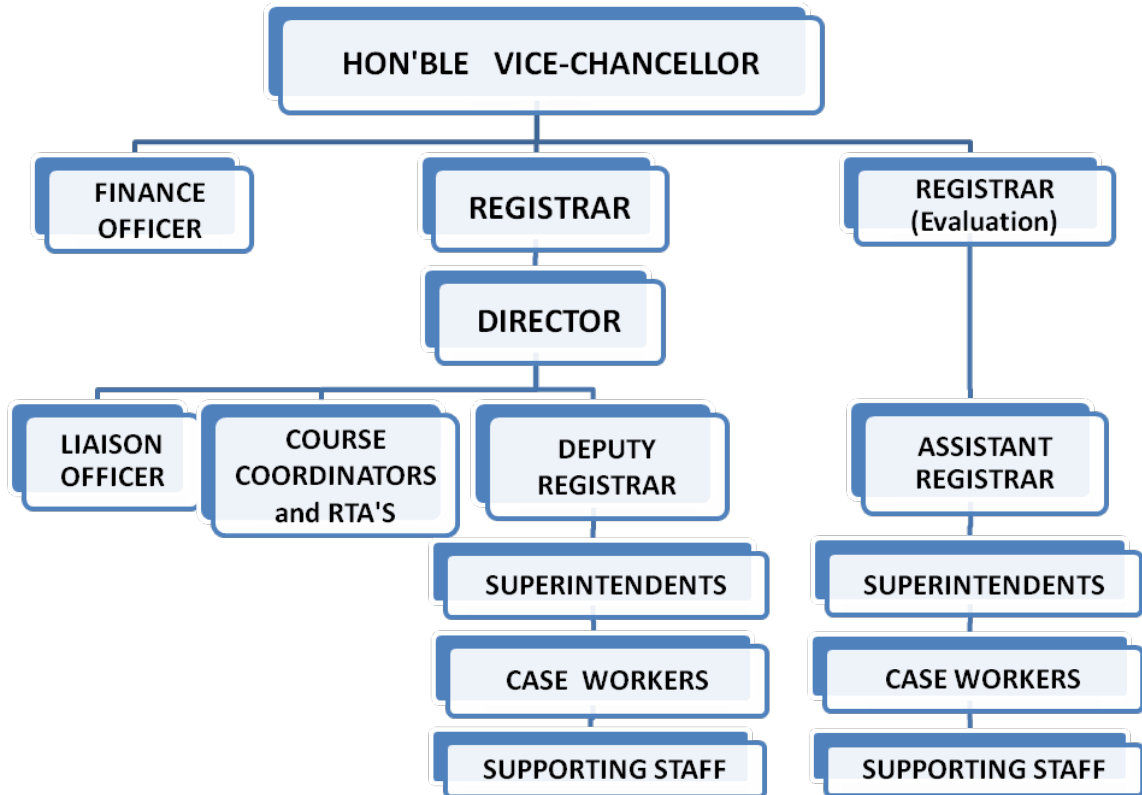 HON'BLE VICE-CHANCELLOR
FINANCE
OFFICER
REGISTRAR
REGISTRAR
(Evaluation)
DIRECTOR
LIAISON
OFFICER
COURSE
COORDINATORS
and RTA'S
DEPUTY
REGISTRAR
ASSISTANT
REGISTRAR
SUPERINTENDENTS
SUPERINTENDENTS
CASE WORKERS
CASE WORKERS
SUPPORTING STAFF
SUPPORTING STAFF